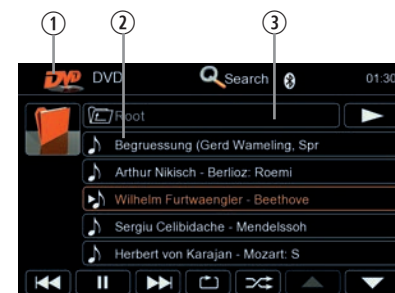 1 2 3
DVD DVD Search 01:30
Root
Begruessung (Gerd Wameling, Spr
Arthur Nikisch - Berlioz: Roemi
Wilhelm Furtwaengler - Beethove
Sergiu Celibidache - Mendelssoh
Herbert von Karajan - Mozart: S